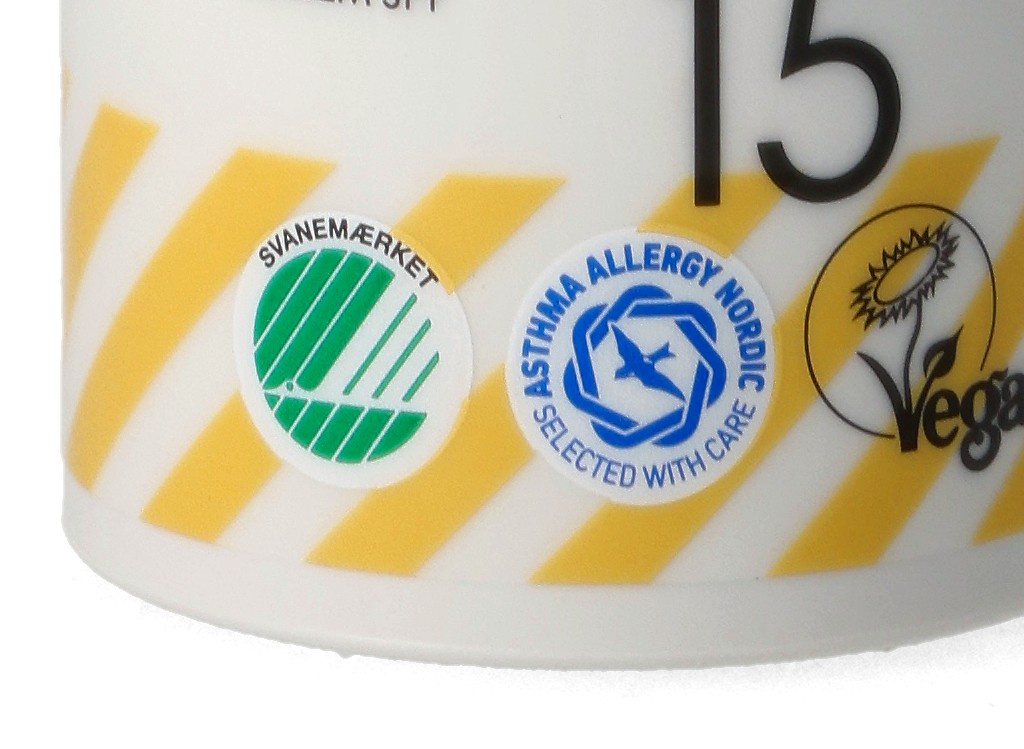 15
SVANEMÆRKET
ASTHMA ALLERGY NORDIC
SELECTED WITH CARE